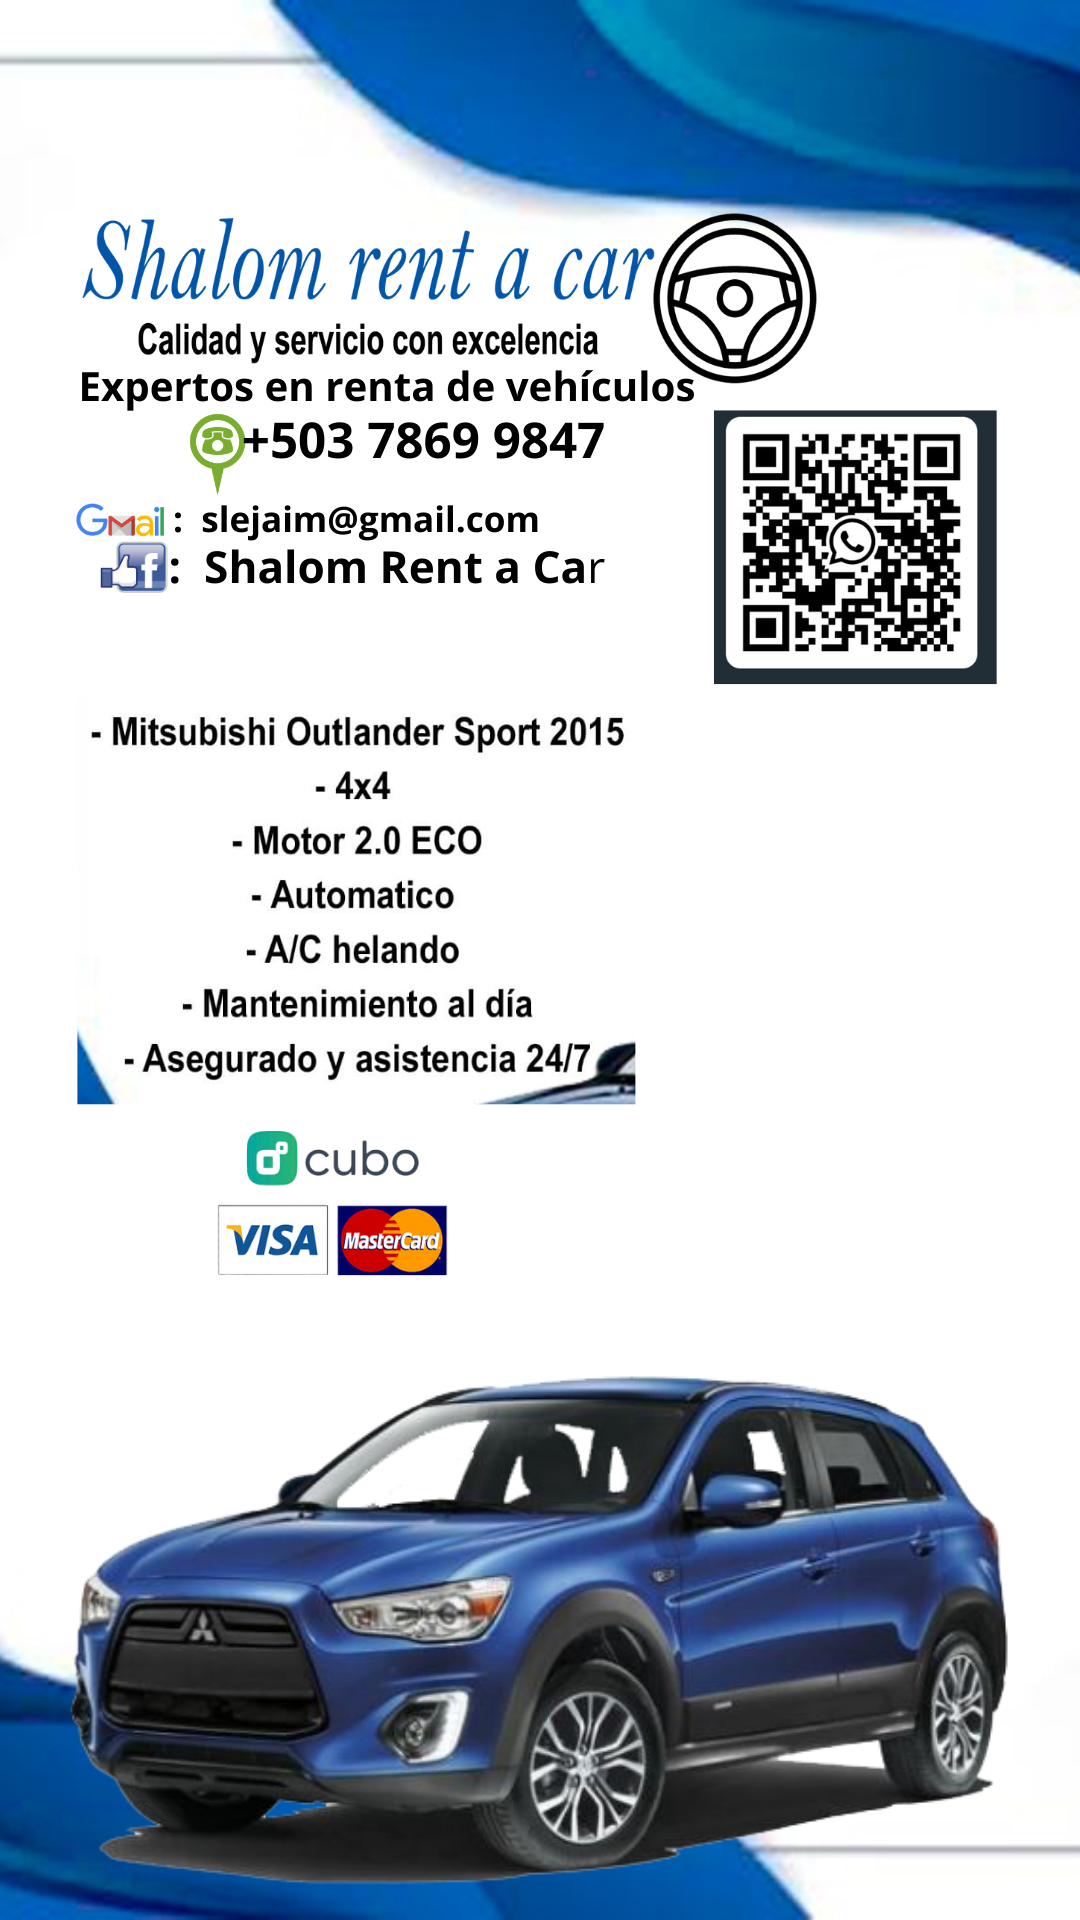 Shalom rent a car
Calidad y servicio con excelencia
Expertos en renta de vehículos
+503 7869 9847
Gmail : slejaim@gmail.com
f : Shalom Rent a Car
- Mitsubishi Outlander Sport 2015
- 4x4
- Motor 2.0 ECO
- Automatico
- A/C helando
- Mantenimiento al día
- Asegurado y asistencia 24/7
cubo
VISA MasterCard